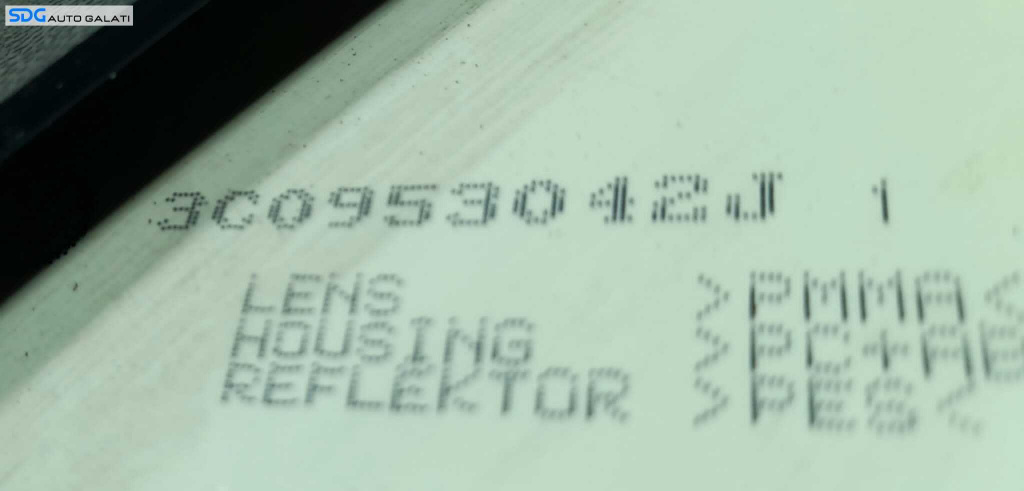 SDG AUTO GALATI
3C0953042J 1
LENS >PMMA<
HOUSING >PC+AB
REFLEKTOR >PES<